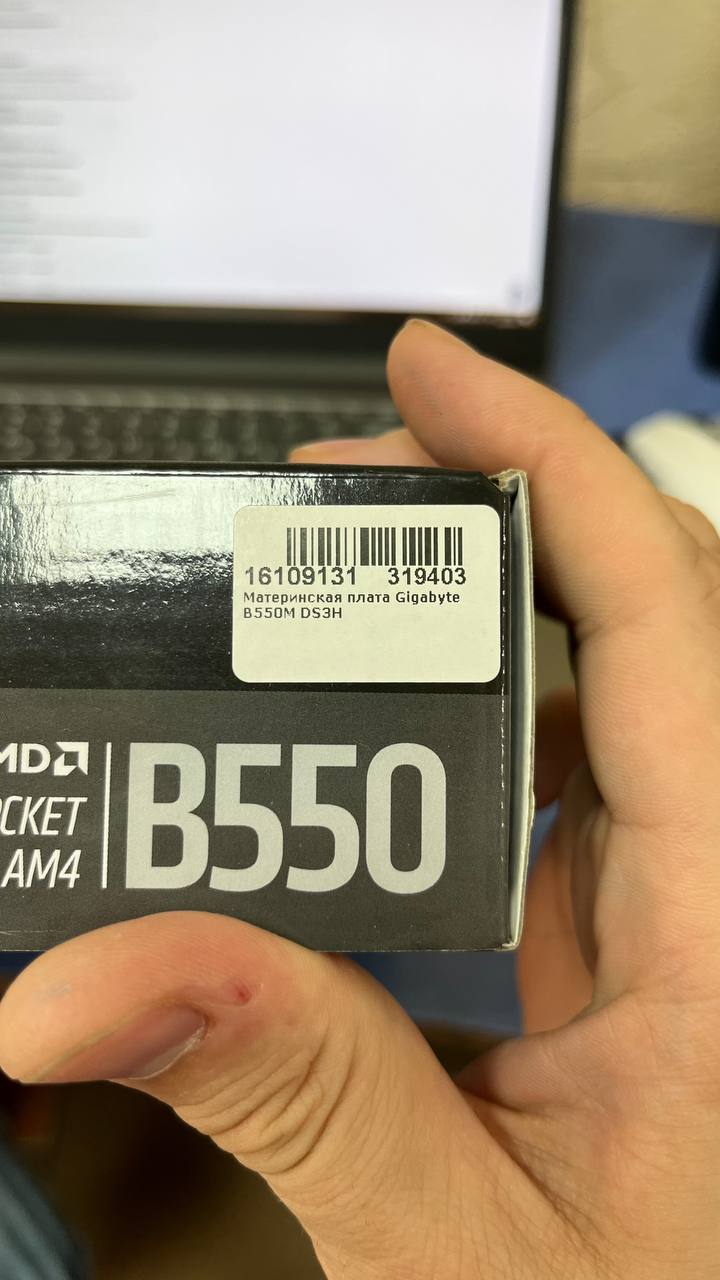 16109131 319403
Материнская плата Gigabyte
B550M DS3H
B550
AM4